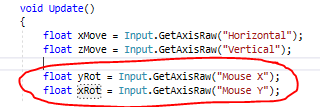 void Update()
{
float xMove = Input.GetAxisRaw("Horizontal");
float zMove = Input.GetAxisRaw("Vertical");
float yRot = Input.GetAxisRaw("Mouse X");
float xRot = Input.GetAxisRaw("Mouse Y");